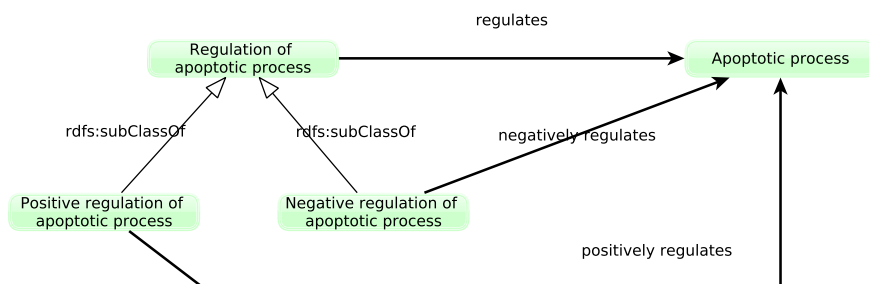 regulates
Regulation of
apoptotic process
Apoptotic process
rdfs:subClassOf
rdfs:subClassOf
negatively regulates
Positive regulation of
apoptotic process
Negative regulation of
apoptotic process
positively regulates